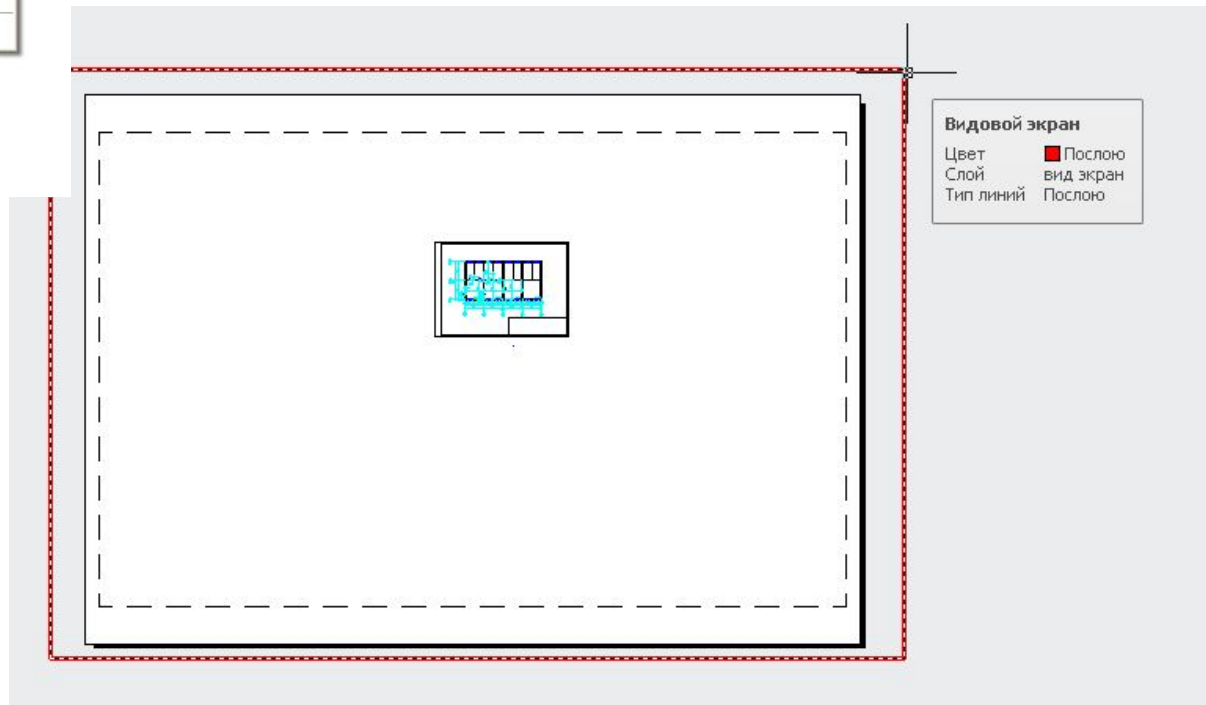 Видовой экран
Цвет Послою
Слой вид экран
Тип линий Послою